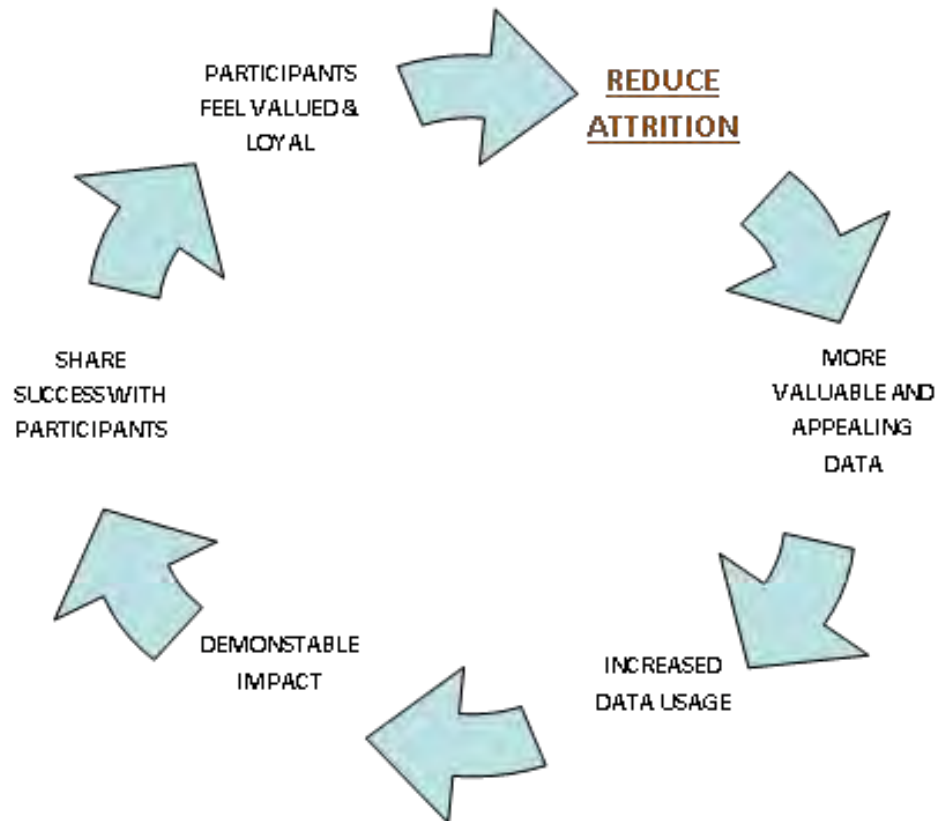 PARTICIPANTS
FEEL VALUED &
LOYAL
REDUCE
ATTRITION
MORE
VALUABLE AND
APPEALING
DATA
INCREASED
DATA USAGE
DEMONSTABLE
IMPACT
SHARE
SUCCESS WITH
PARTICIPANTS